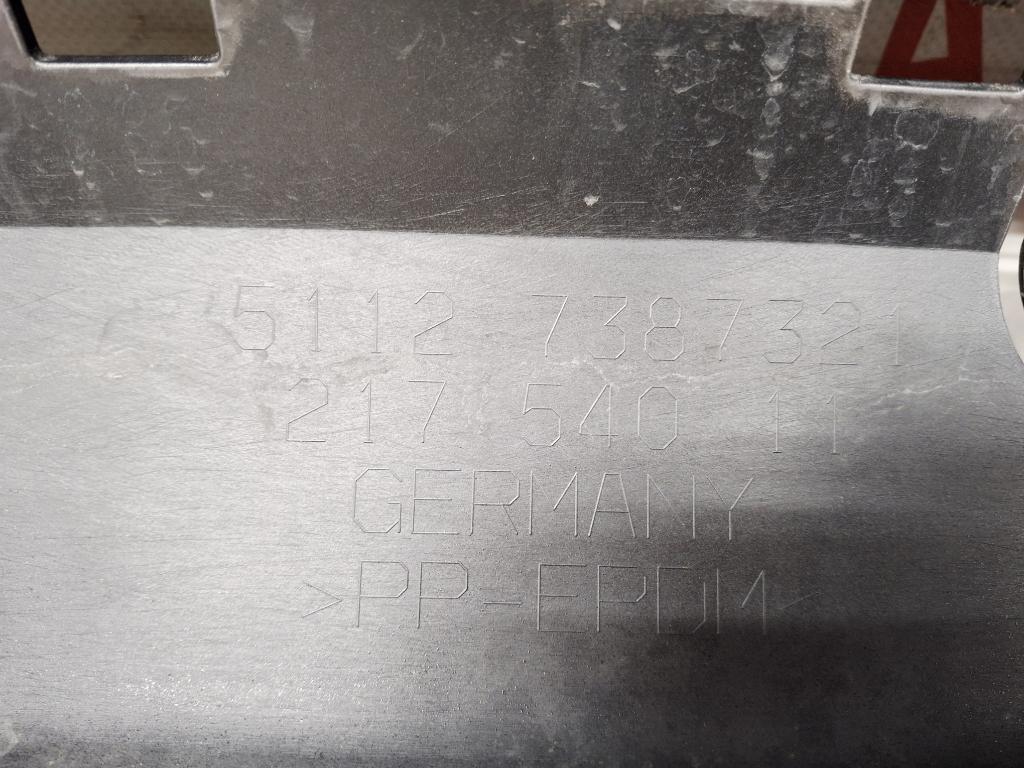 5112 7387321
217 540 11
GERMANY
>PP-EPDM<